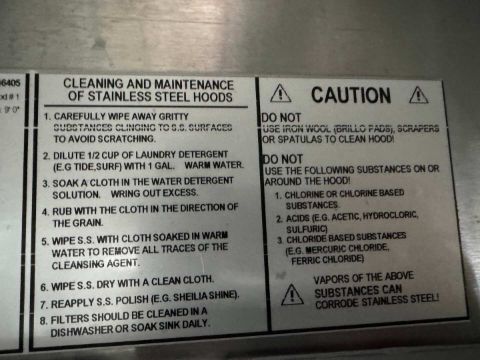 6405
od # 1
9' 0"
CLEANING AND MAINTENANCE
OF STAINLESS STEEL HOODS
1. CAREFULLY WIPE AWAY GRITTY
SUBSTANCES CLINGING TO S.S. SURFACES
TO AVOID SCRATCHING.
2. DILUTE 1/2 CUP OF LAUNDRY DETERGENT
(E.G TIDE,SURF) WITH 1 GAL. WARM WATER.
3. SOAK A CLOTH IN THE WATER DETERGENT
SOLUTION. WRING OUT EXCESS.
4. RUB WITH THE CLOTH IN THE DIRECTION OF
THE GRAIN.
5. WIPE S.S. WITH CLOTH SOAKED IN WARM
WATER TO REMOVE ALL TRACES OF THE
CLEANSING AGENT.
6. WIPE S.S. DRY WITH A CLEAN CLOTH.
7. REAPPLY S.S. POLISH (E.G. SHEILIA SHINE).
8. FILTERS SHOULD BE CLEANED IN A
DISHWASHER OR SOAK SINK DAILY.
CAUTION
DO NOT
USE IRON WOOL (BRILLO PADS), SCRAPERS
OR SPATULAS TO CLEAN HOOD!
DO NOT
USE THE FOLLOWING SUBSTANCES ON OR
AROUND THE HOOD!
1. CHLORINE OR CHLORINE BASED
SUBSTANCES.
2. ACIDS (E.G. ACETIC, HYDROCLORIC,
SULFURIC)
3. CHLORIDE BASED SUBSTANCES
(E.G. MERCURIC CHLORIDE,
FERRIC CHLORIDE)
VAPORS OF THE ABOVE
SUBSTANCES CAN
CORRODE STAINLESS STEEL!